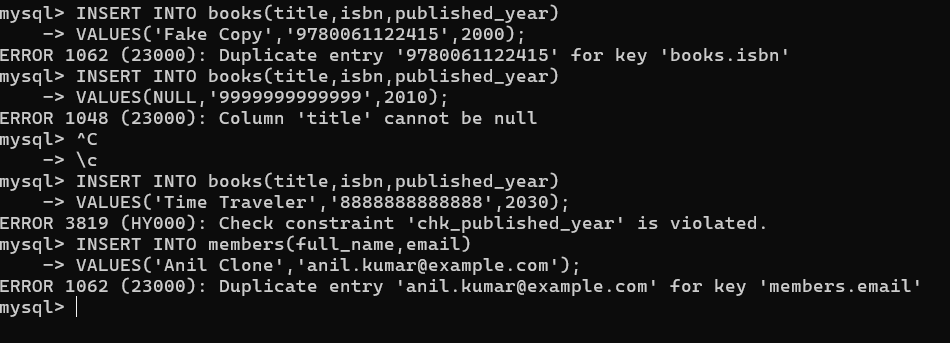 mysql> INSERT INTO books(title,isbn,published_year)
    -> VALUES('Fake Copy','9780061122415',2000);
ERROR 1062 (23000): Duplicate entry '9780061122415' for key 'books.isbn'
mysql> INSERT INTO books(title,isbn,published_year)
    -> VALUES(NULL,'9999999999999',2010);
ERROR 1048 (23000): Column 'title' cannot be null
mysql> ^C
    -> \c
mysql> INSERT INTO books(title,isbn,published_year)
    -> VALUES('Time Traveler','8888888888888',2030);
ERROR 3819 (HY000): Check constraint 'chk_published_year' is violated.
mysql> INSERT INTO members(full_name,email)
    -> VALUES('Anil Clone','anil.kumar@example.com');
ERROR 1062 (23000): Duplicate entry 'anil.kumar@example.com' for key 'members.email'
mysql>